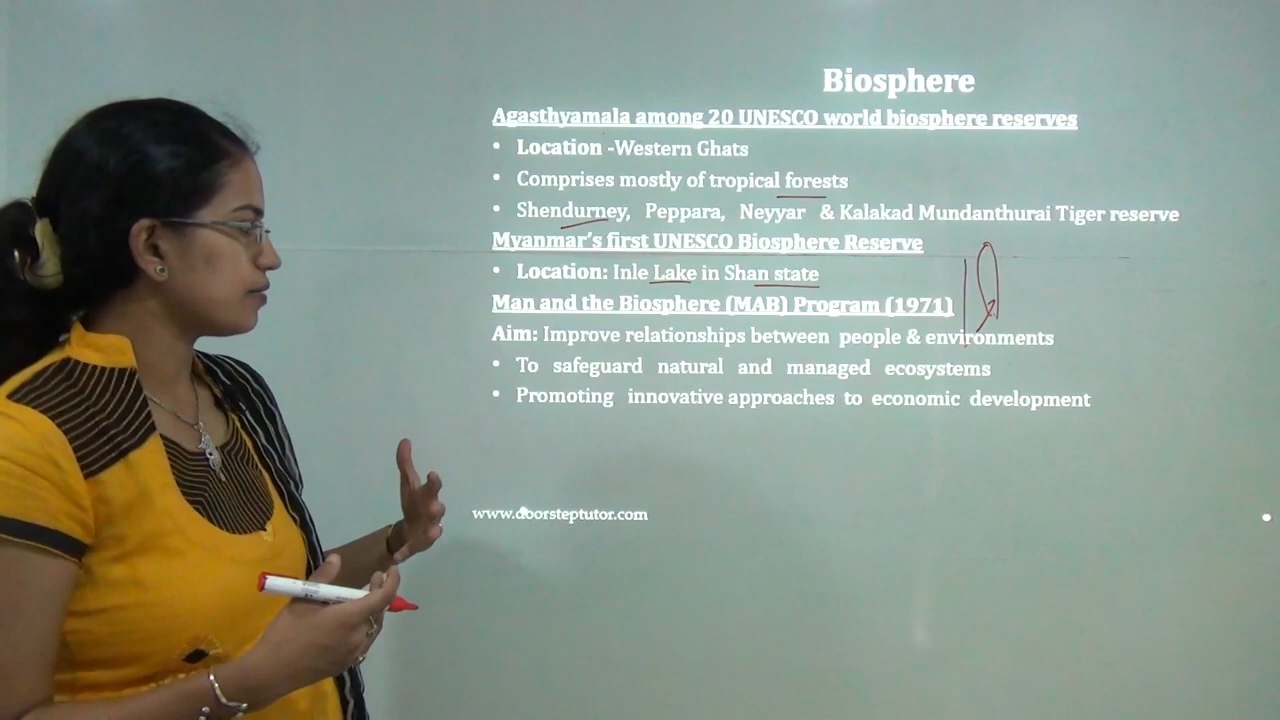 Biosphere
Agasthyamala among 20 UNESCO world biosphere reserves
• Location -Western Ghats
• Comprises mostly of tropical forests
• Shendurney, Peppara, Neyyar & Kalakad Mundanthurai Tiger reserve
Myanmar's first UNESCO Biosphere Reserve
• Location: Inle Lake in Shan state
Man and the Biosphere (MAB) Program (1971)
Aim: Improve relationships between people & environments
• To safeguard natural and managed ecosystems
• Promoting innovative approaches to economic development
www.doorsteptutor.com